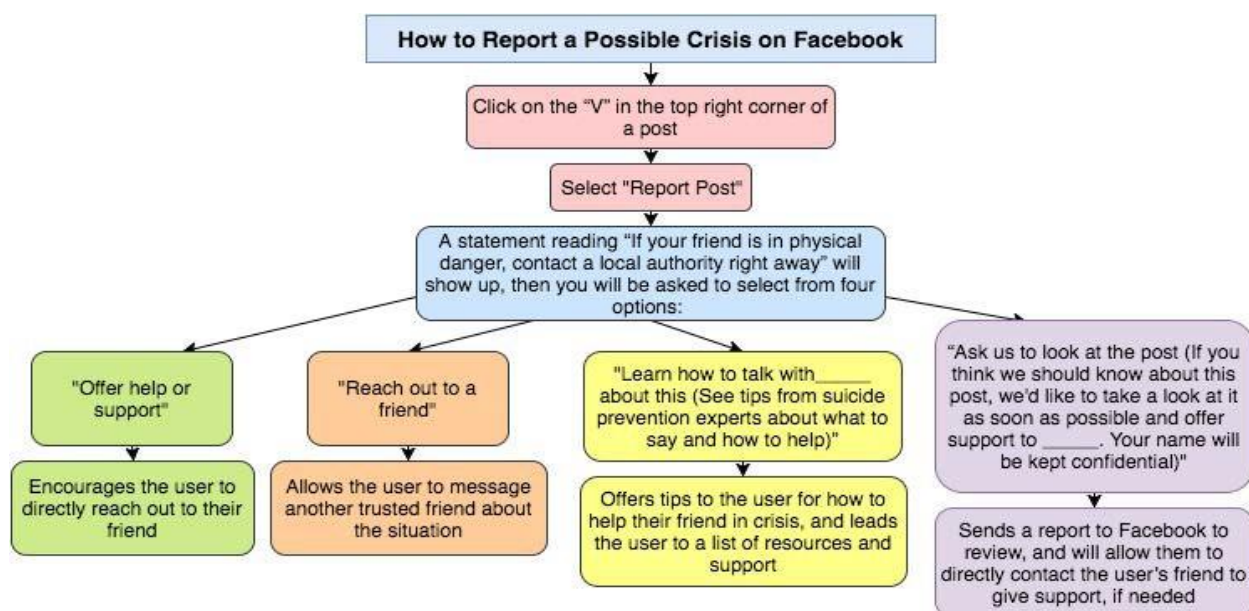 How to Report a Possible Crisis on Facebook
Click on the “V” in the top right corner of
a post
Select "Report Post"
A statement reading “If your friend is in physical
danger, contact a local authority right away” will
show up, then you will be asked to select from four
options:
"Offer help or
support"
Encourages the user to
directly reach out to their
friend
"Reach out to a
friend"
Allows the user to message
another trusted friend about
the situation
"Learn how to talk with_____
about this (See tips from suicide
prevention experts about what to
say and how to help)"
Offers tips to the user for how to
help their friend in crisis, and leads
the user to a list of resources and
support
“Ask us to look at the post (If you
think we should know about this
post, we’d like to take a look at it
as soon as possible and offer
support to _____. Your name will
be kept confidential)"
Sends a report to Facebook to
review, and will allow them to
directly contact the user’s friend to
give support, if needed